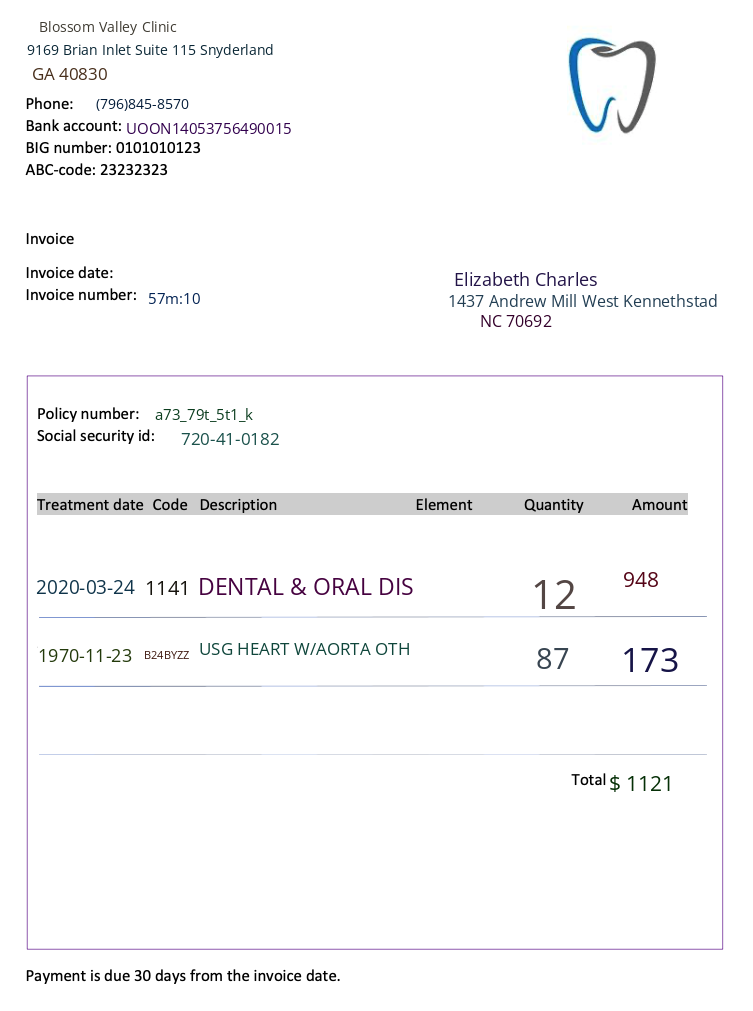 Blossom Valley Clinic
9169 Brian Inlet Suite 115 Snyderland
GA 40830
Phone: (796)845-8570
Bank account: UOON14053756490015
BIG number: 0101010123
ABC-code: 23232323
Invoice
Invoice date:
Invoice number: 57m:10
Elizabeth Charles
1437 Andrew Mill West Kennethstad
NC 70692
Policy number: a73_79t_5t1_k
Social security id: 720-41-0182
Treatment date Code Description Element Quantity Amount
2020-03-24 1141 DENTAL & ORAL DIS 12 948
1970-11-23 B24BYZZ USG HEART W/AORTA OTH 87 173
Total $ 1121
Payment is due 30 days from the invoice date.